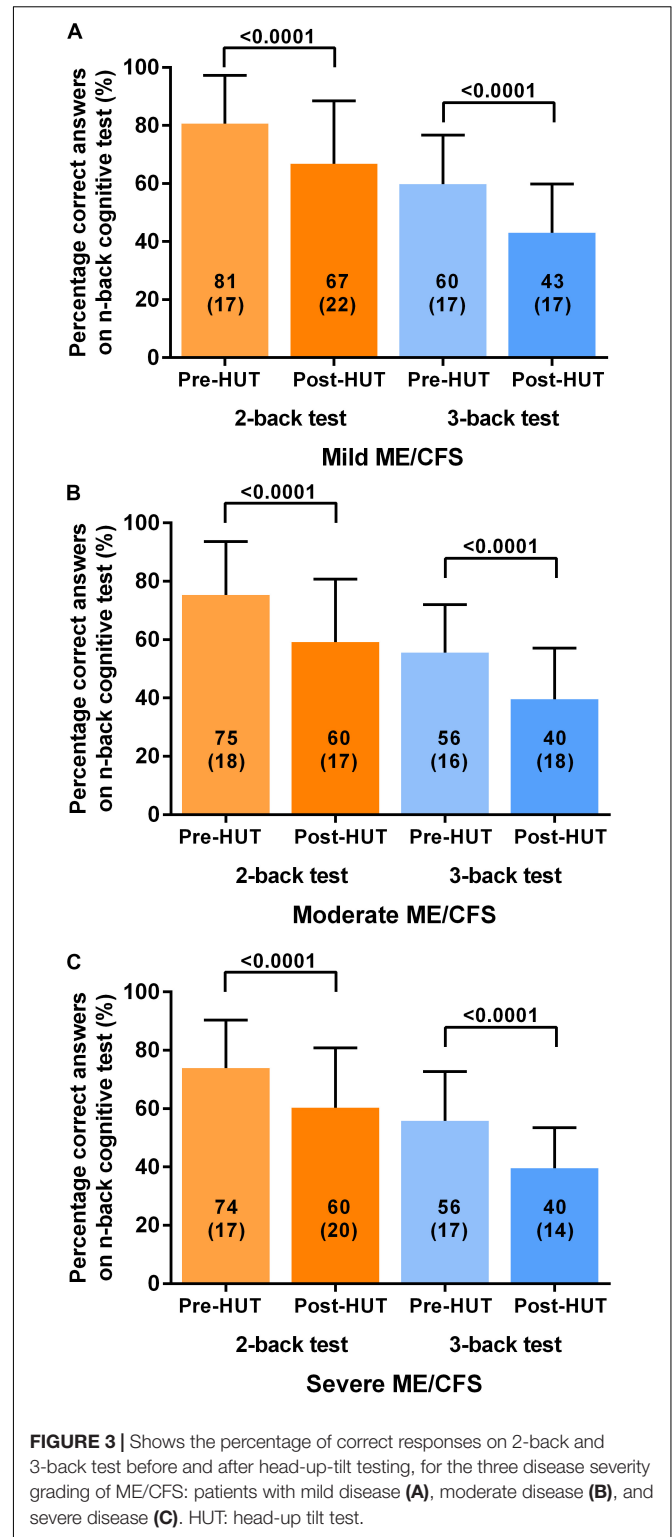 A
<0.0001
<0.0001
Percentage correct answers
on n-back cognitive test (%)
100
80
60
40
20
0
81
(17)
67
(22)
60
(17)
43
(17)
Pre-HUT Post-HUT Pre-HUT Post-HUT
2-back test 3-back test
Mild ME/CFS
B
<0.0001
<0.0001
Percentage correct answers
on n-back cognitive test (%)
100
80
60
40
20
0
75
(18)
60
(17)
56
(16)
40
(18)
Pre-HUT Post-HUT Pre-HUT Post-HUT
2-back test 3-back test
Moderate ME/CFS
C
<0.0001
<0.0001
Percentage correct answers
on n-back cognitive test (%)
100
80
60
40
20
0
74
(17)
60
(20)
56
(17)
40
(14)
Pre-HUT Post-HUT Pre-HUT Post-HUT
2-back test 3-back test
Severe ME/CFS
FIGURE 3 | Shows the percentage of correct responses on 2-back and
3-back test before and after head-up-tilt testing, for the three disease severity
grading of ME/CFS: patients with mild disease (A), moderate disease (B), and
severe disease (C). HUT: head-up tilt test.